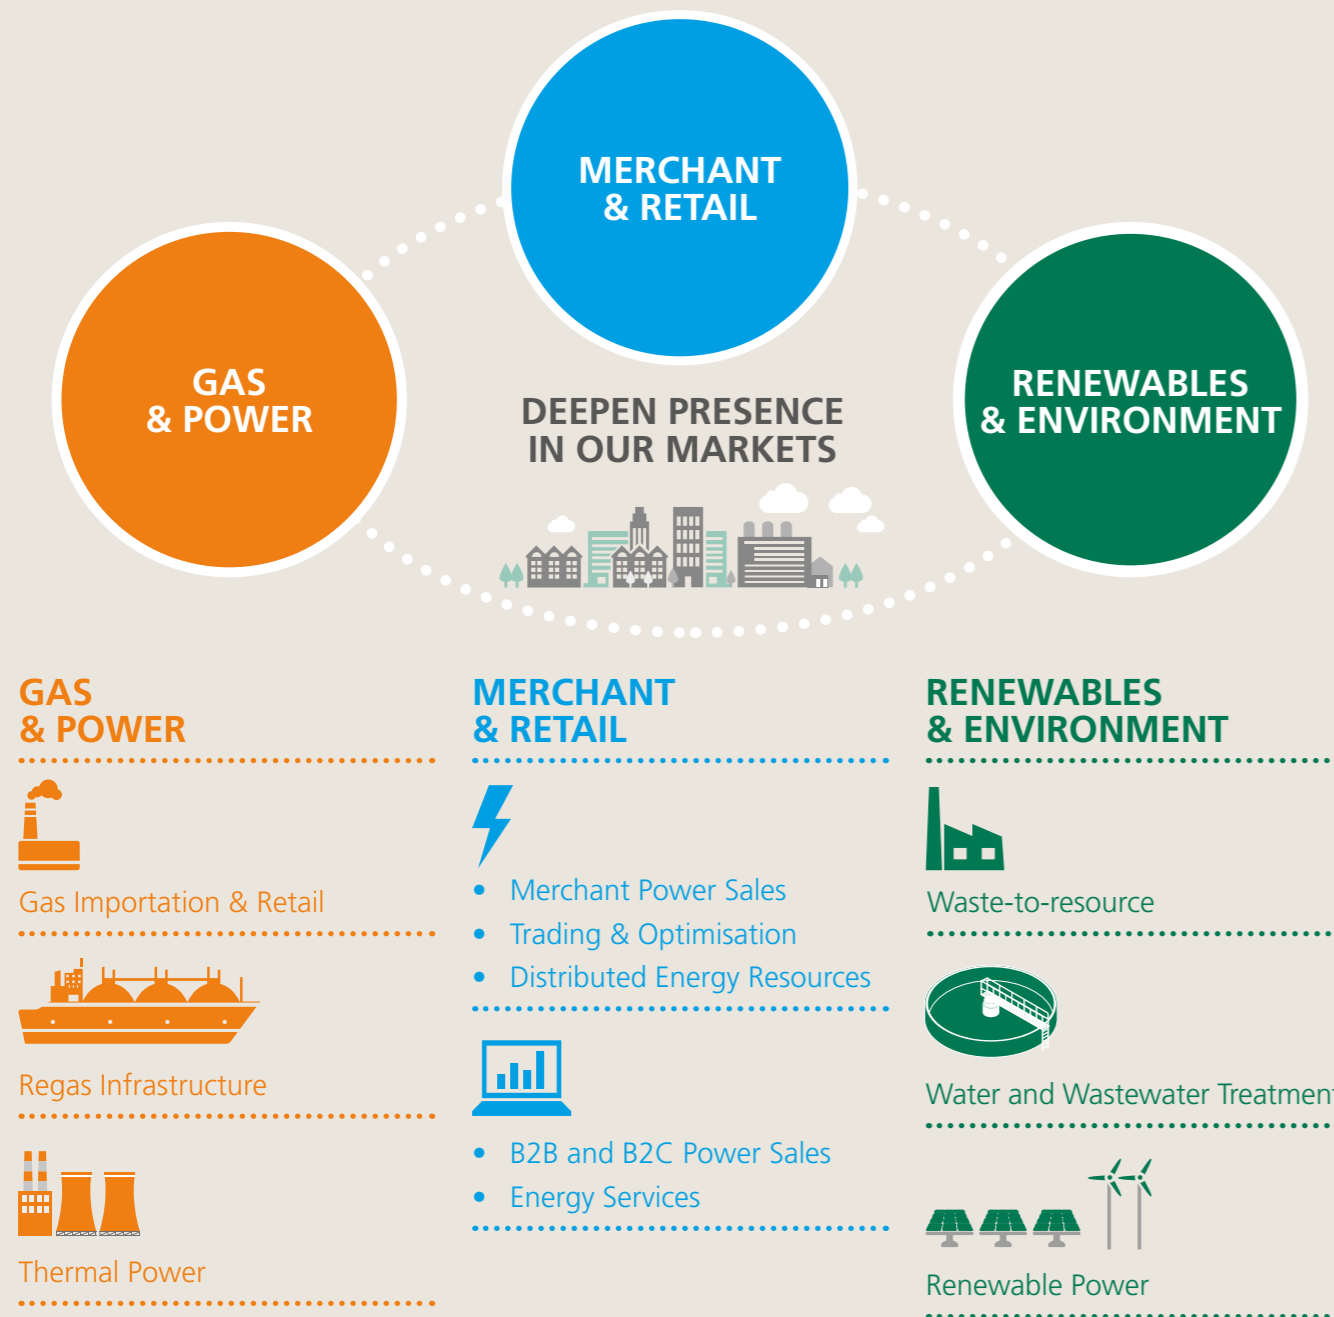 MERCHANT
& RETAIL
GAS
& POWER
RENEWABLES
& ENVIRONMENT
DEEPEN PRESENCE
IN OUR MARKETS
GAS
& POWER
Gas Importation & Retail
Regas Infrastructure
Thermal Power
MERCHANT
& RETAIL
• Merchant Power Sales
• Trading & Optimisation
• Distributed Energy Resources
• B2B and B2C Power Sales
• Energy Services
RENEWABLES
& ENVIRONMENT
Waste-to-resource
Water and Wastewater Treatment
Renewable Power